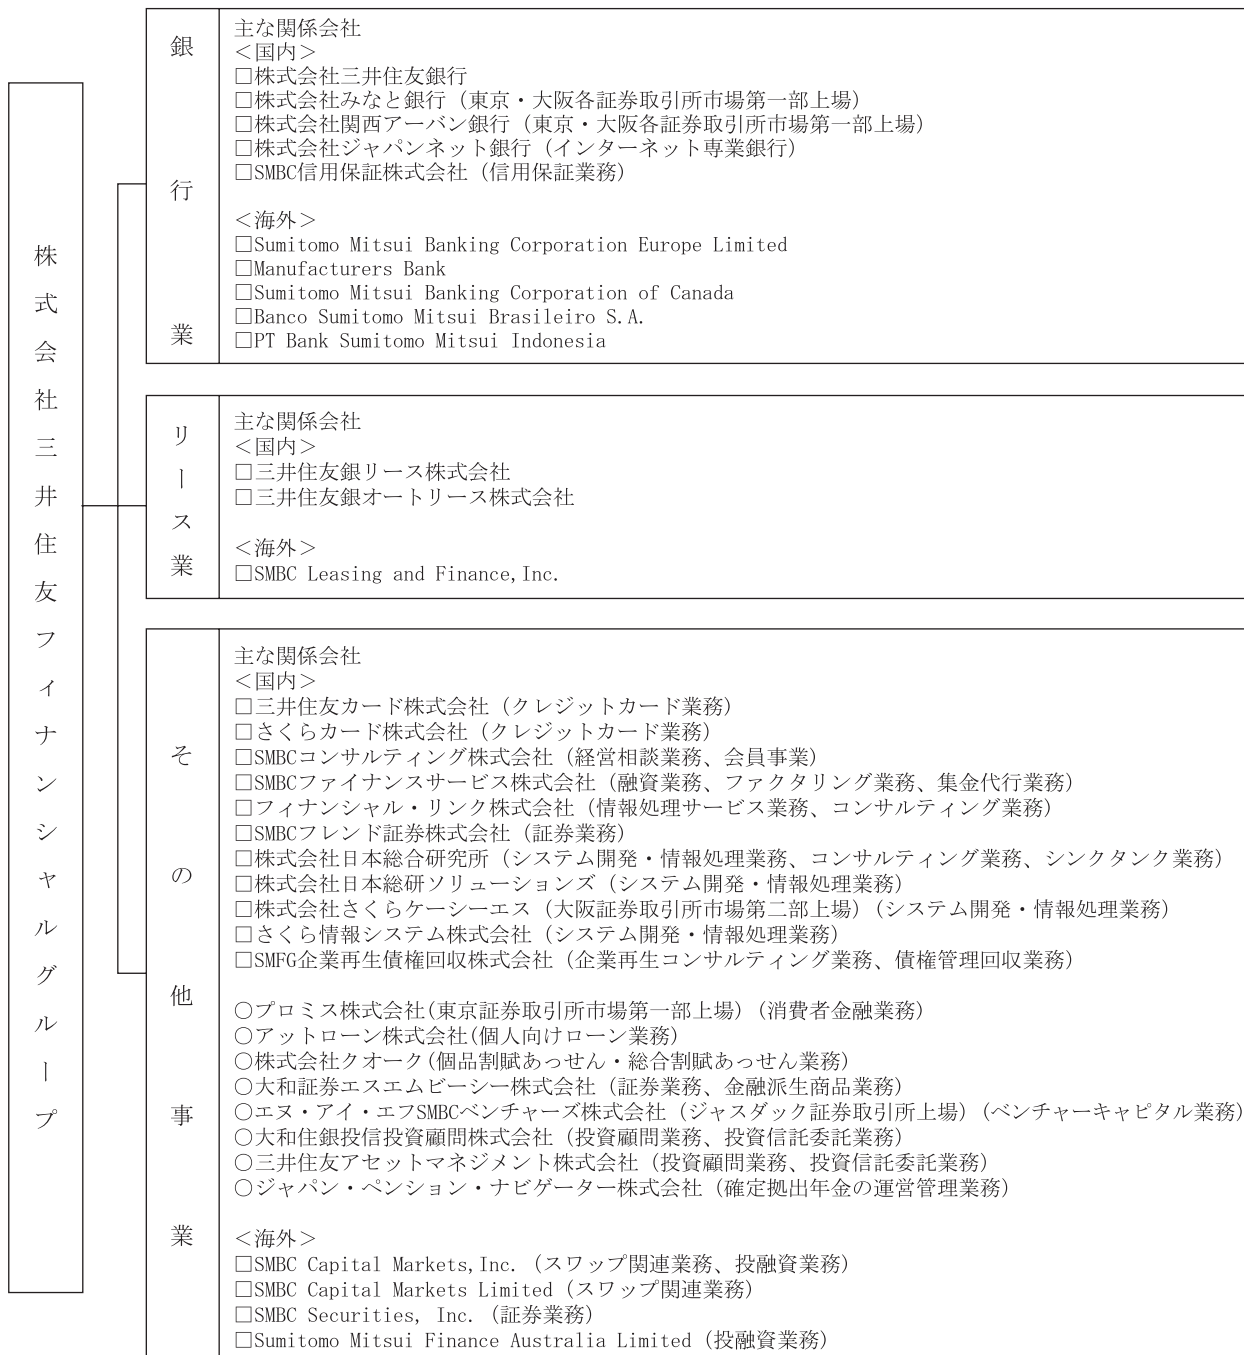 株式会社三井住友フィナンシャルグループ
銀行業
主な関係会社
＜国内＞
□株式会社三井住友銀行
□株式会社みなと銀行（東京・大阪各証券取引所市場第一部上場）
□株式会社関西アーバン銀行（東京・大阪各証券取引所市場第一部上場）
□株式会社ジャパンネット銀行（インターネット専業銀行）
□SMBC信用保証株式会社（信用保証業務）
＜海外＞
□Sumitomo Mitsui Banking Corporation Europe Limited
□Manufacturers Bank
□Sumitomo Mitsui Banking Corporation of Canada
□Banco Sumitomo Mitsui Brasileiro S.A.
□PT Bank Sumitomo Mitsui Indonesia
リース業
主な関係会社
＜国内＞
□三井住友銀リース株式会社
□三井住友銀オートリース株式会社
＜海外＞
□SMBC Leasing and Finance,Inc.
その他事業
主な関係会社
＜国内＞
□三井住友カード株式会社（クレジットカード業務）
□さくらカード株式会社（クレジットカード業務）
□SMBCコンサルティング株式会社（経営相談業務、会員事業）
□SMBCファイナンスサービス株式会社（融資業務、ファクタリング業務、集金代行業務）
□フィナンシャル・リンク株式会社（情報処理サービス業務、コンサルティング業務）
□SMBCフレンド証券株式会社（証券業務）
□株式会社日本総合研究所（システム開発・情報処理業務、コンサルティング業務、シンクタンク業務）
□株式会社日本総研ソリューションズ（システム開発・情報処理業務）
□株式会社さくらケーシーエス（大阪証券取引所市場第二部上場）（システム開発・情報処理業務）
□さくら情報システム株式会社（システム開発・情報処理業務）
□SMFG企業再生債権回収株式会社（企業再生コンサルティング業務、債権管理回収業務）
○プロミス株式会社(東京証券取引所市場第一部上場）（消費者金融業務）
○アットローン株式会社(個人向けローン業務）
○株式会社クオーク(個品割賦あっせん・総合割賦あっせん業務）
○大和証券エスエムビーシー株式会社（証券業務、金融派生商品業務）
○エヌ・アイ・エフSMBCベンチャーズ株式会社（ジャスダック証券取引所上場）（ベンチャーキャピタル業務）
○大和住銀投信投資顧問株式会社（投資顧問業務、投資信託委託業務）
○三井住友アセットマネジメント株式会社（投資顧問業務、投資信託委託業務）
○ジャパン・ペンション・ナビゲーター株式会社（確定拠出年金の運営管理業務）
＜海外＞
□SMBC Capital Markets,Inc.（スワップ関連業務、投融資業務）
□SMBC Capital Markets Limited（スワップ関連業務）
□SMBC Securities, Inc.（証券業務）
□Sumitomo Mitsui Finance Australia Limited（投融資業務）